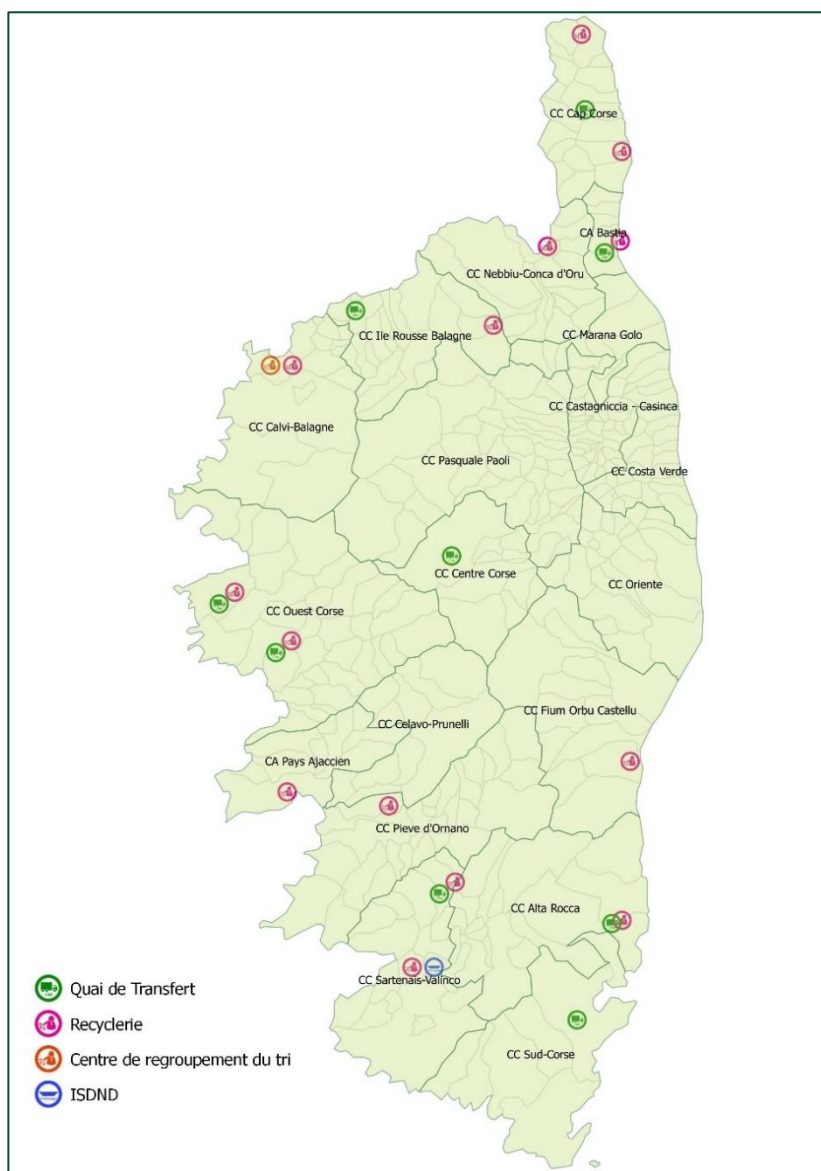 CC Cap Corse
CA Bastia
CC Nebbiu-Conca d'Oru
CC Ile Rousse Balagne
CC Marana Golo
CC Castagniccia - Casinca
CC Calvi-Balagne
CC Pasquale Paoli
CC Costa Verde
CC Centre Corse
CC Oriente
CC Ouest Corse
CC Fium Orbu Castellu
CC Celavo-Prunelli
CA Pays Ajaccien
CC Pieve d'Ornano
CC Alta Rocca
CC Sartenais-Valinco
CC Sud-Corse
Quai de Transfert
Recyclerie
Centre de regroupement du tri
ISDND